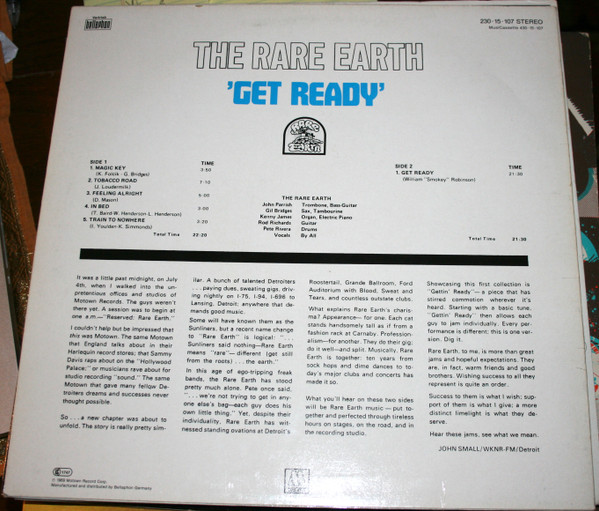 bellaphon
230·15·107 STEREO
MusiCassette 430·15·107
THE RARE EARTH
'GET READY'
RARE
EARTH
SIDE 1 TIME
1. MAGIC KEY 3:50
(K. Folcik - G. Bridges)
2. TOBACCO ROAD 7:10
(J. Loudermilk)
3. FEELING ALRIGHT 5:00
(D. Mason)
4. IN BED 3:00
(T. Baird-W. Henderson-L. Henderson)
5. TRAIN TO NOWHERE 3:20
(I. Youlden-K. Simmonds)
Total Time 22:20
THE RARE EARTH
John Parrish Trombone, Bass-Guitar
Gil Bridges Sax, Tambourine
Kenny James Organ, Electric Piano
Rod Richards Guitar
Pete Rivera Drums
Vocals By All
SIDE 2 TIME
1. GET READY 21:30
(William "Smokey" Robinson)
Total Time 21:30
It was a little past midnight, on July
4th, when I walked into the un-
pretentious offices and studios of
Motown Records. The guys weren't
there yet. A session was to begin at
one a.m.—"Reserved: Rare Earth."
I couldn't help but be impressed that
this was Motown. The same Motown
that England talks about in their
Harlequin record stores; that Sammy
Davis raps about on the "Hollywood
Palace;" or musicians rave about for
studio recording "sound." The same
Motown that gave many fellow De-
troiters dreams and successes never
thought possible.
So . . . a new chapter was about to
unfold. The story is really pretty sim-
ilar. A bunch of talented Detroiters
. . . paying dues, sweating gigs, driv-
ing nightly on I-75, I-94, I-696 to
Lansing, Detroit; anywhere that de-
mands good music.
Some will have known them as the
Sunliners, but a recent name change
to "Rare Earth" is logical: ". . .
Sunliners said nothing—Rare Earth
means "rare"—different (get still
from the roots) . . . the earth."
In this age of ego-tripping freak
bands, the Rare Earth has stood
pretty much alone. Pete once said,
". . .we're not trying to get in any-
one else's bag—each guy does his
own little thing." Yet, despite their
individuality, Rare Earth has wit-
nessed standing ovations at Detroit's
Roostertail, Grande Ballroom, Ford
Auditorium with Blood, Sweat and
Tears, and countless outstate clubs.
What explains Rare Earth's charis-
ma? Appearance— for one. Each cat
stands handsomely tall as if from a
fashion rack at Carnaby. Profession-
alism—for another. They do their gig;
do it well—and split. Musically, Rare
Earth is together: ten years from
sock hops and dime dances to to-
day's major clubs and concerts has
made it so.
What you'll hear on these two sides
will be Rare Earth music — put to-
gether and perfected through tireless
hours on stages, on the road, and in
the recording studio.
Showcasing this first collection is
"Gettin' Ready"—a piece that has
stirred commotion wherever it's
heard. Starting with a basic tune,
"Gettin' Ready" then allows each
guy to jam individually. Every per-
formance is different; this is one ver-
sion. Dig it.
Rare Earth, to me, is more than great
jams and hopeful expectations. They
are, in fact, warm friends and good
brothers. Wishing success to all they
represent is quite an order.
Success to them is what I wish; sup-
port of them is what I give; a more
distinct limelight is what they de-
serve.
Hear these jams, see what we mean.
JOHN SMALL/WKNR-FM/Detroit
℗ 1969 Motown Record Corp.
Manufactured and distributed by Bellaphon Germany